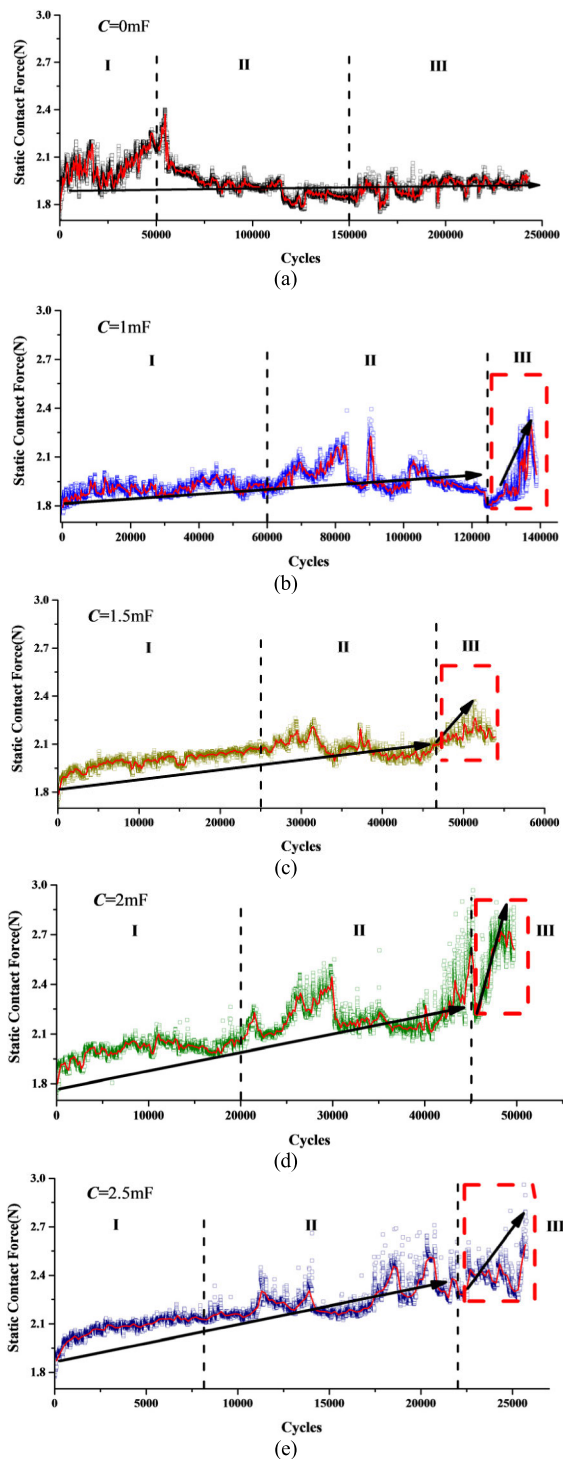 C=0mF
I II III
Static Contact Force(N)
3.0
2.7
2.4
2.1
1.8
0 50000 100000 150000 200000 250000
Cycles
(a)
C=1mF
I II III
Static Contact Force(N)
3.0
2.7
2.4
2.1
1.8
0 20000 40000 60000 80000 100000 120000 140000
Cycles
(b)
C=1.5mF
I II III
Static Contact Force(N)
3.0
2.7
2.4
2.1
1.8
0 10000 20000 30000 40000 50000 60000
Cycles
(c)
C=2mF
I II III
Static Contact Force(N)
3.0
2.7
2.4
2.1
1.8
0 10000 20000 30000 40000 50000
Cycles
(d)
C=2.5mF
I II III
Static Contact Force(N)
3.0
2.7
2.4
2.1
1.8
0 5000 10000 15000 20000 25000
Cycles
(e)